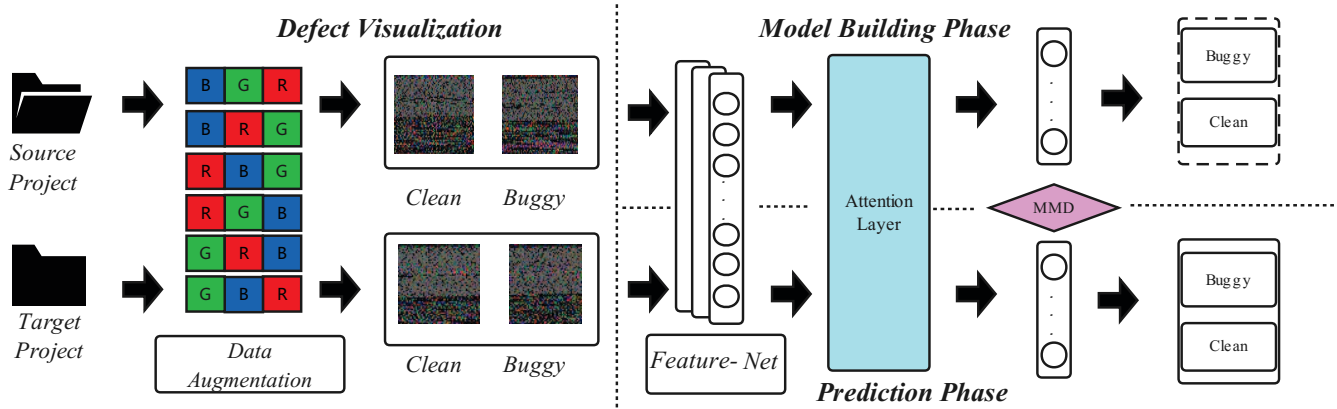 Defect Visualization
Model Building Phase
Source
Project
B G R
B R G
R B G
R G B
G R B
G B R
Clean Buggy
Target
Project
Data
Augmentation
Clean Buggy
Feature- Net
Attention
Layer
MMD
Buggy
Clean
Buggy
Clean
Prediction Phase